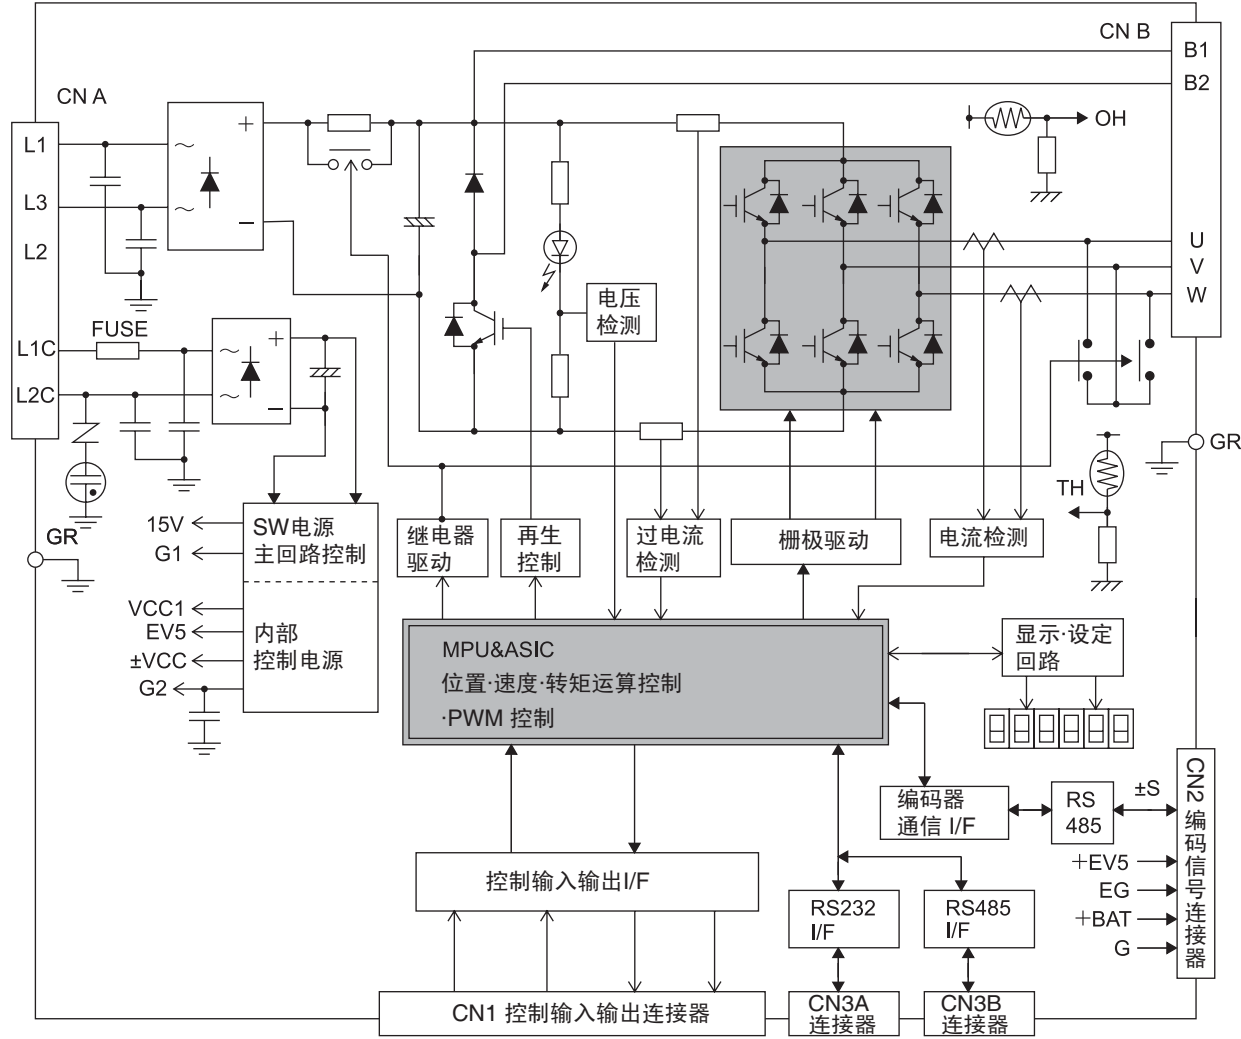 CN B
B1
B2
CN A
OH
L1
L3
L2
U
V
W
电压
检测
FUSE
L1C
L2C
GR
TH
GR
15V
G1
SW电源
主回路控制
继电器
驱动
再生
控制
过电流
检测
栅极驱动
电流检测
VCC1
EV5
±VCC
G2
内部
控制电源
MPU&ASIC
位置·速度·转矩运算控制
·PWM 控制
显示·设定
回路
编码器
通信 I/F
RS
485
±S
CN2 编码信号连接器
+EV5
EG
+BAT
G
控制输入输出I/F
RS232
I/F
RS485
I/F
CN1 控制输入输出连接器
CN3A
连接器
CN3B
连接器